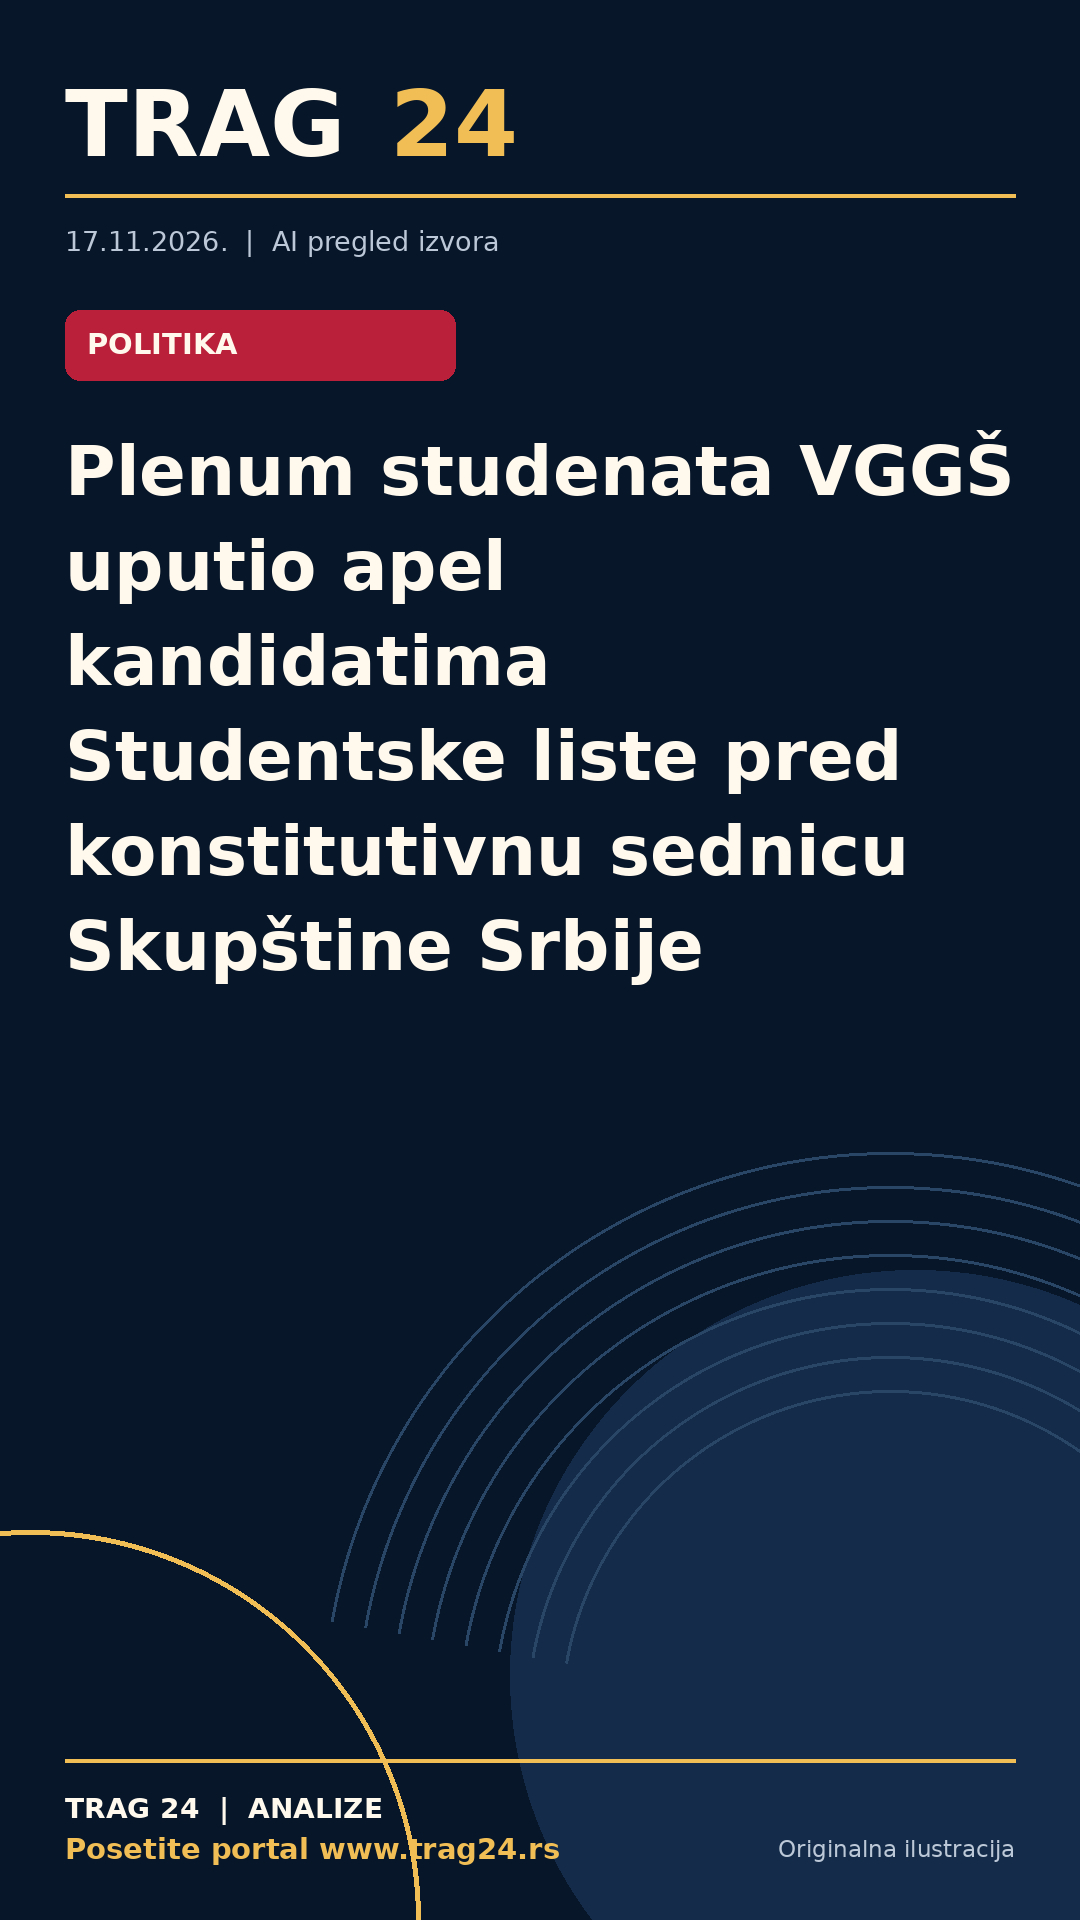 TRAG 24
17.11.2026. | AI pregled izvora
POLITIKA
Plenum studenata VGGŠ
uputio apel
kandidatima
Studentske liste pred
konstitutivnu sednicu
Skupštine Srbije
TRAG 24 | ANALIZE
Posetite portal www.trag24.rs
Originalna ilustracija